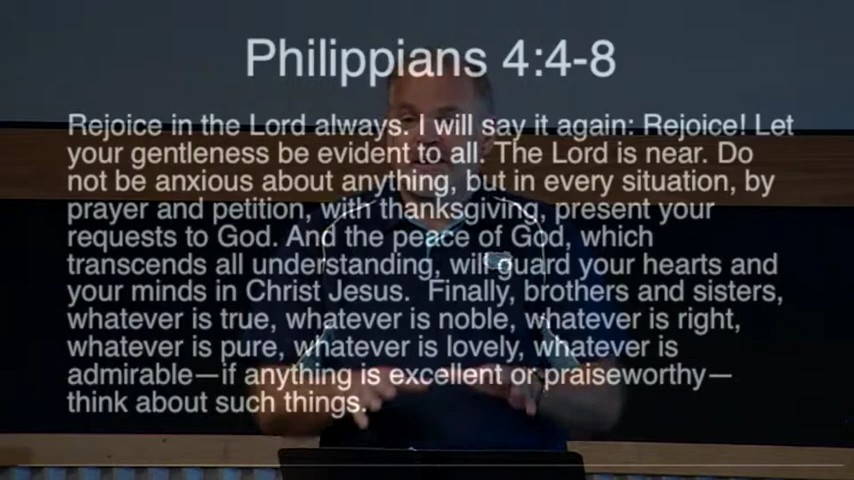 Philippians 4:4-8
Rejoice in the Lord always. I will say it again: Rejoice! Let
your gentleness be evident to all. The Lord is near. Do
not be anxious about anything, but in every situation, by
prayer and petition, with thanksgiving, present your
requests to God. And the peace of God, which
transcends all understanding, will guard your hearts and
your minds in Christ Jesus.  Finally, brothers and sisters,
whatever is true, whatever is noble, whatever is right,
whatever is pure, whatever is lovely, whatever is
admirable—if anything is excellent or praiseworthy—
think about such things.